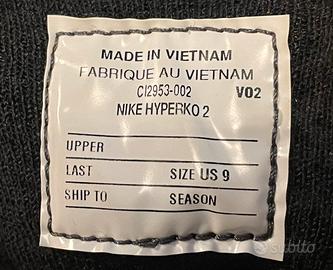 MADE IN VIETNAM
FABRIQUE AU VIETNAM
CI2953-002 V02
NIKE HYPERKO 2
UPPER
LAST SIZE US 9
SHIP TO SEASON
subito